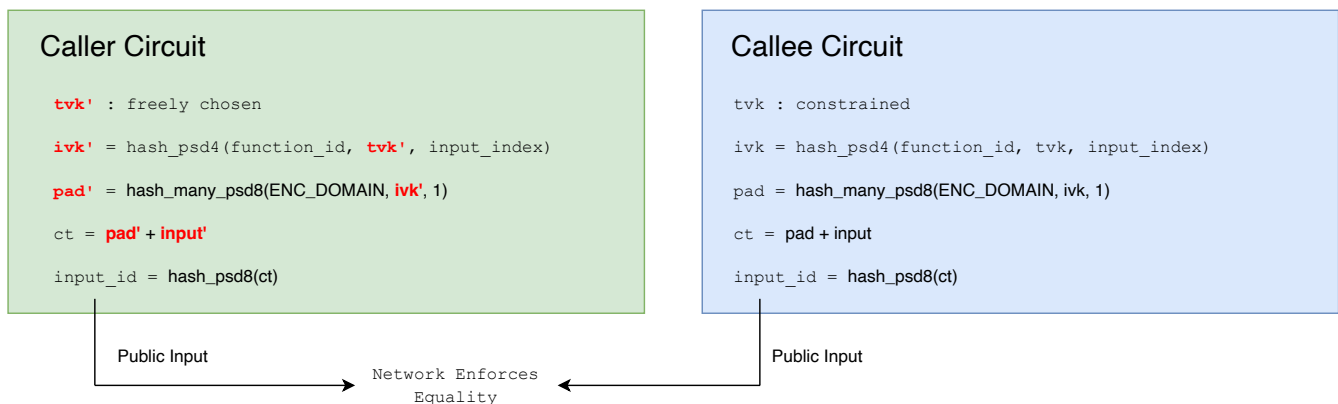 Caller Circuit
tvk' : freely chosen
ivk' = hash_psd4(function_id, tvk', input_index)
pad' = hash_many_psd8(ENC_DOMAIN, ivk', 1)
ct = pad' + input'
input_id = hash_psd8(ct)
Callee Circuit
tvk : constrained
ivk = hash_psd4(function_id, tvk, input_index)
pad = hash_many_psd8(ENC_DOMAIN, ivk, 1)
ct = pad + input
input_id = hash_psd8(ct)
Public Input
Public Input
Network Enforces
Equality